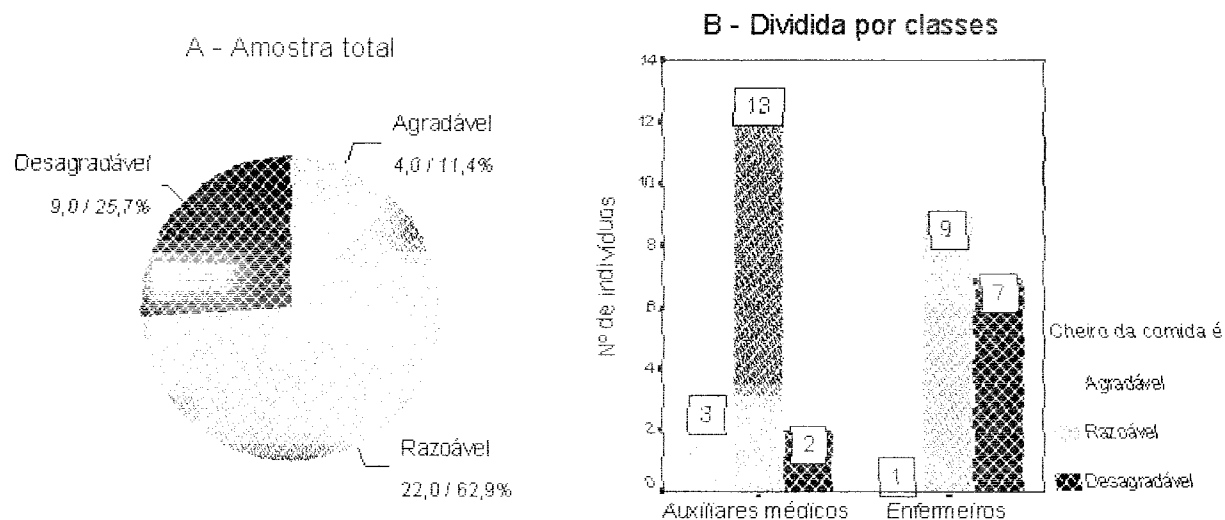 A - Amostra total
Agradável
4,0 / 11,4%
Desagradável
9,0 / 25,7%
Razoável
22,0 / 62,9%
B - Dividida por classes
Nº de indivíduos
14
12
10
8
6
4
2
0
3
13
2
1
9
7
Auxiliares médicos
Enfermeiros
Cheiro da comida é
Agradável
Razoável
Desagradável